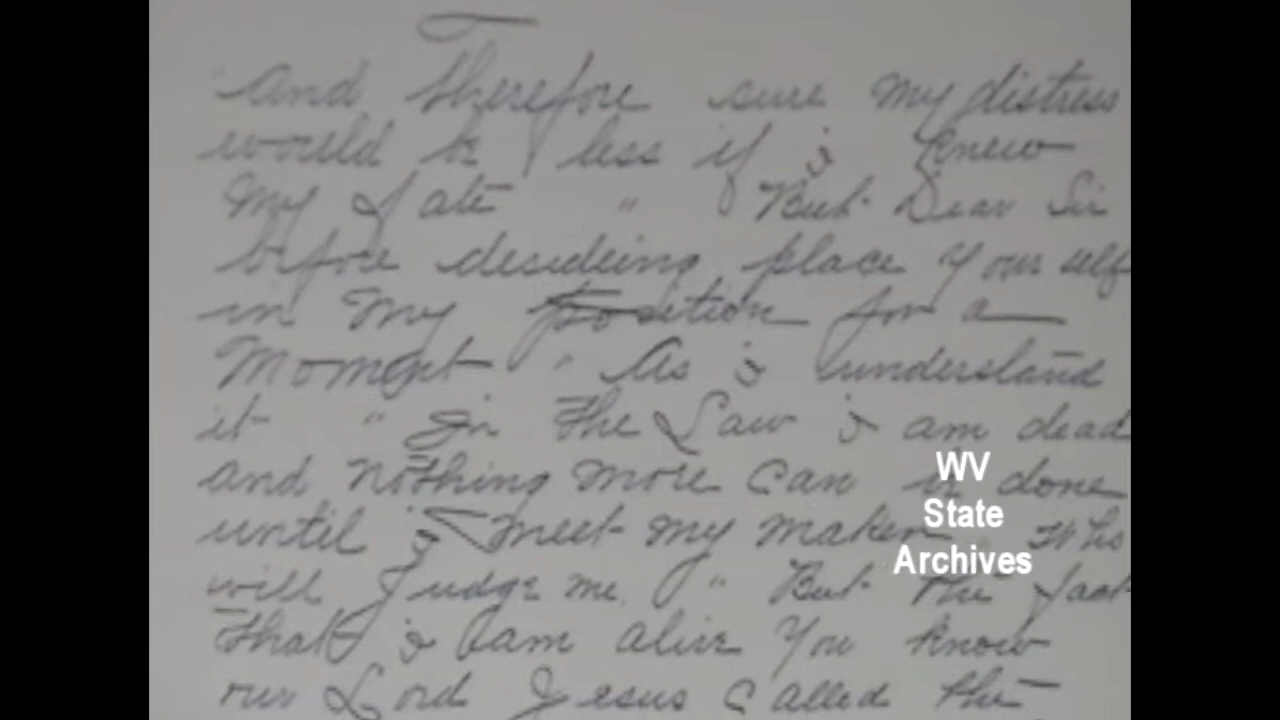 And Therefore sure my distress
would be less if i knew
My Fate " But Dear Sir
before desideing place your self
in My Position for a
Moment " As i understand
it " In the Law i am dead
and nothing more can be done
until i meet my maker. Who
will Judge me. " But the fact
that i am alive You know
our Lord Jesus Called the
WV
State
Archives